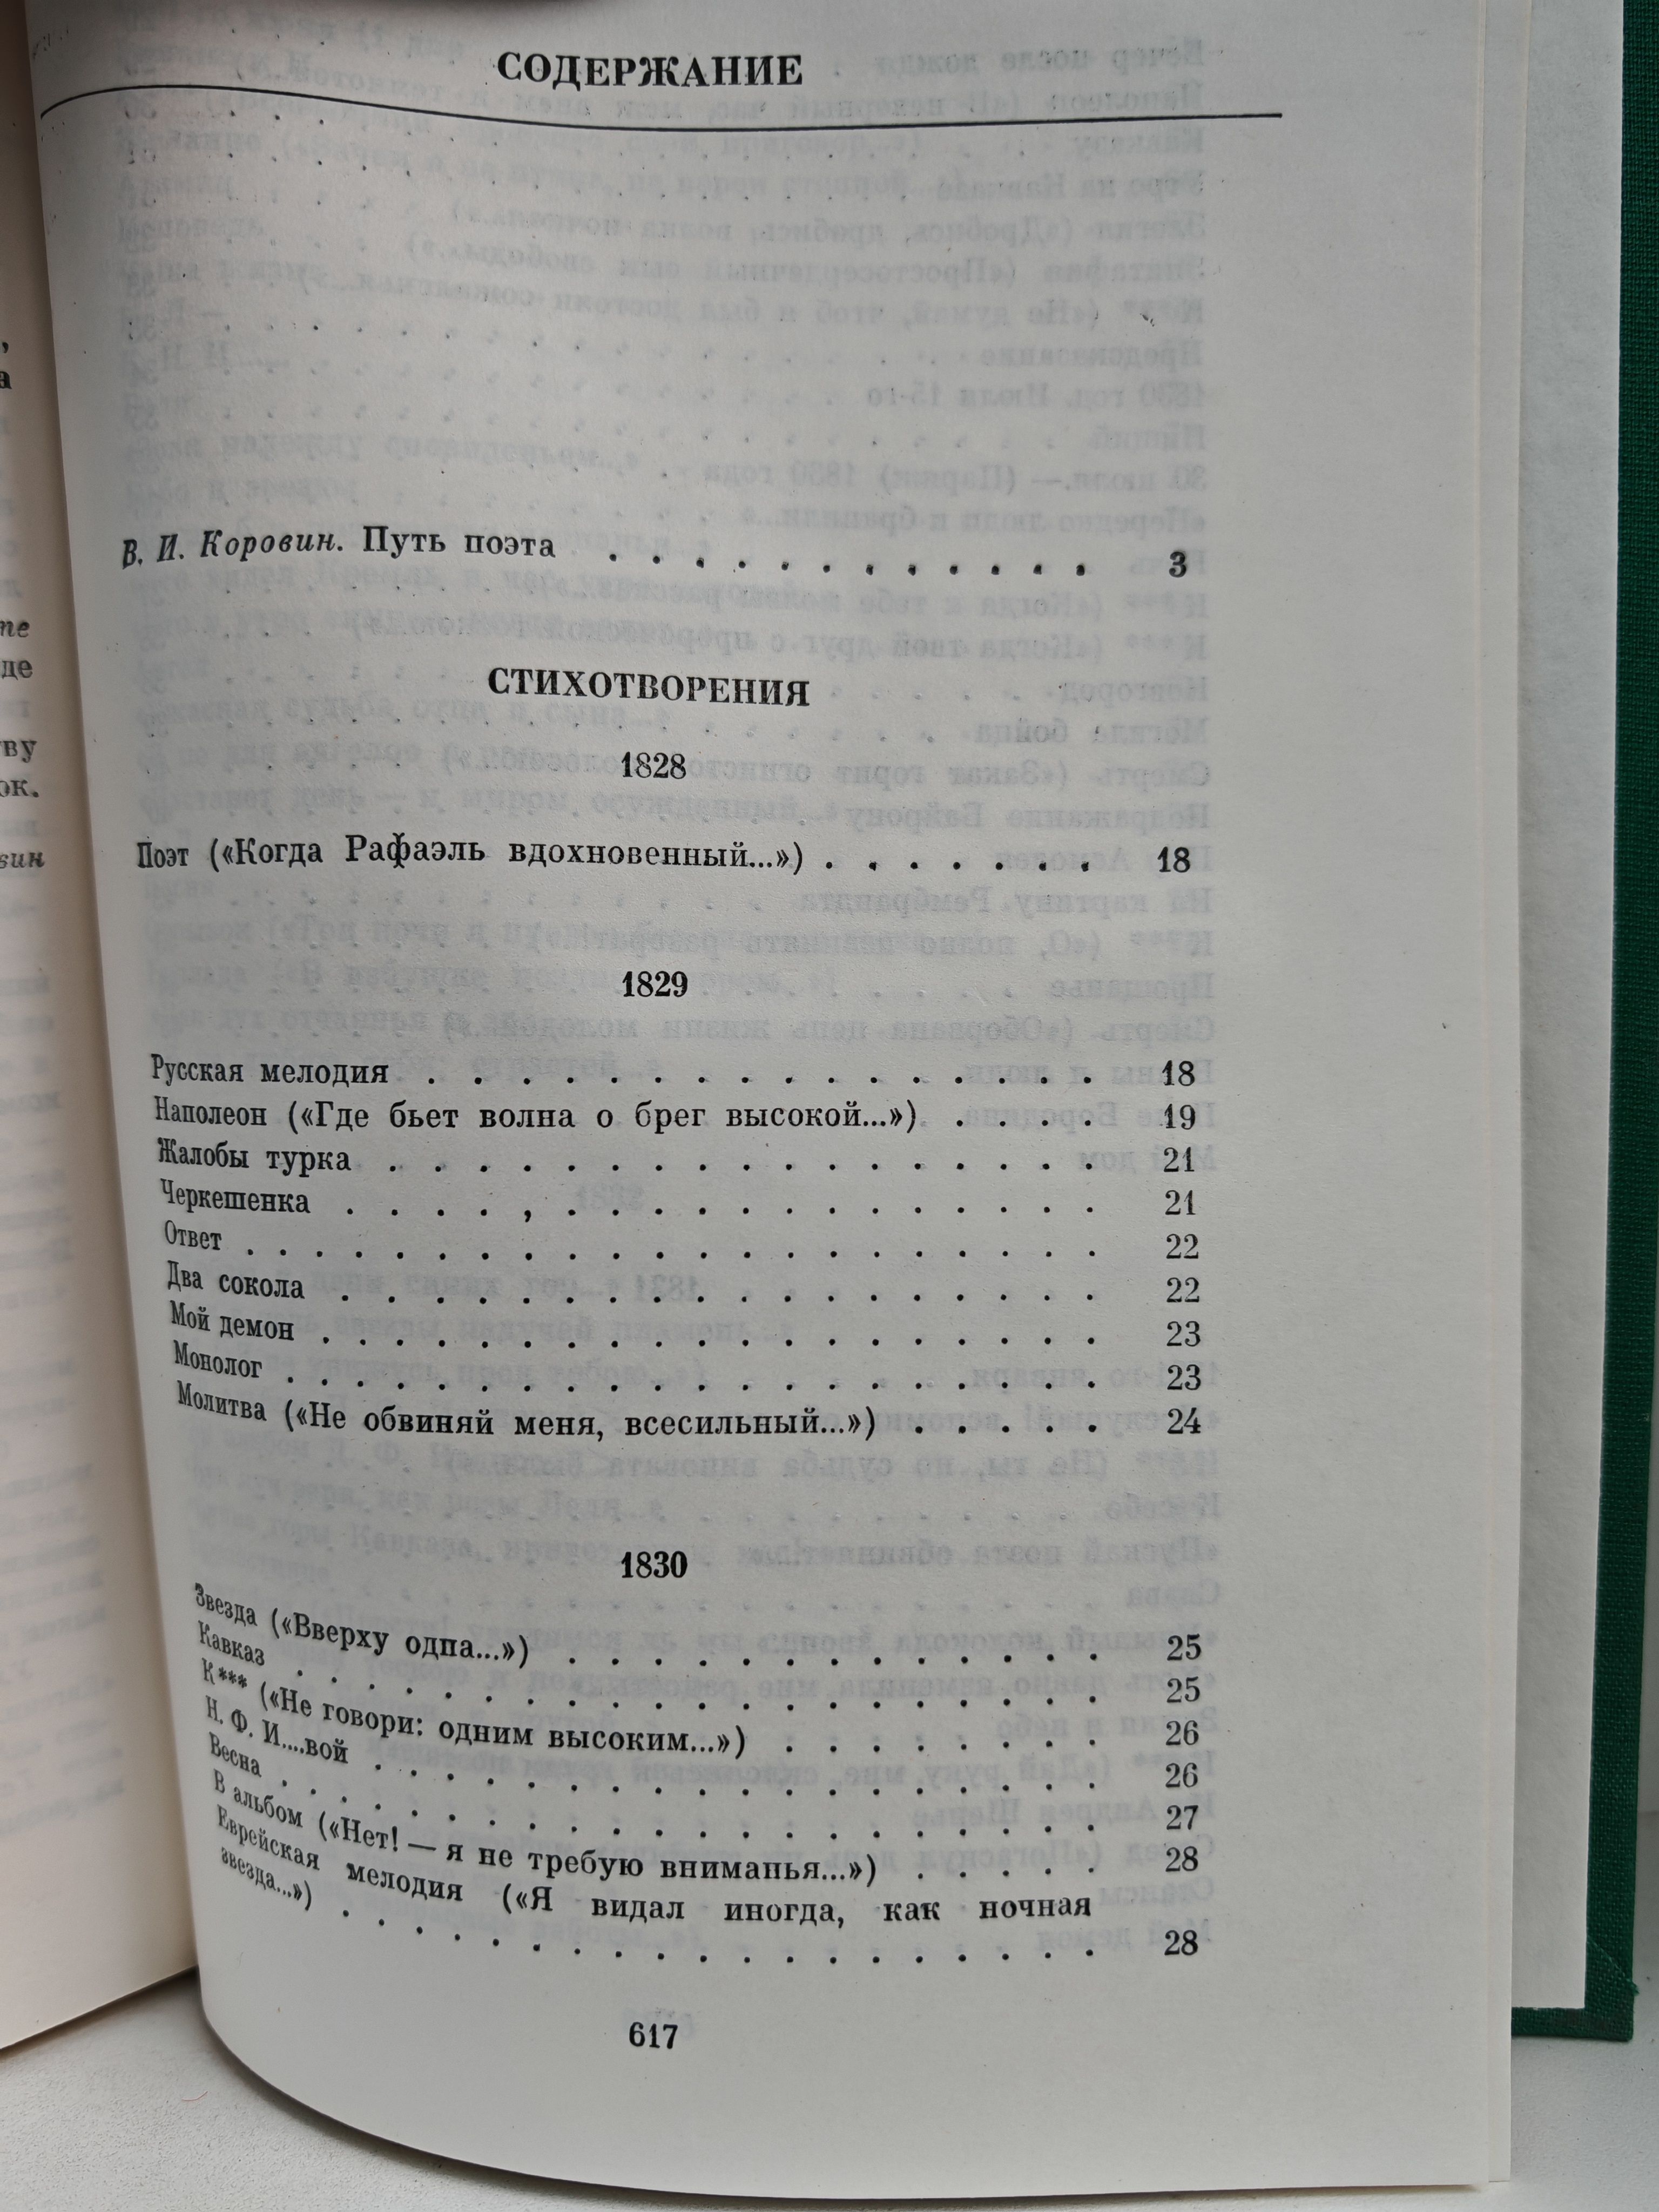 СОДЕРЖАНИЕ
В. И. Коровин. Путь поэта . . . . . . . . . . . . 3
СТИХОТВОРЕНИЯ
1828
Поэт («Когда Рафаэль вдохновенный...») . . . . . . . 18
1829
Русская мелодия . . . . . . . . . . . . . . . . 18
Наполеон («Где бьет волна о брег высокой...») . . . . 19
Жалобы турка . . . . . . . . . . . . . . . . . 21
Черкешенка . . . . , . . . . . . . . . . . . . 21
Ответ . . . . . . . . . . . . . . . . . . . . 22
Два сокола . . . . . . . . . . . . . . . . . . 22
Мой демон . . . . . . . . . . . . . . . . . . 23
Монолог . . . . . . . . . . . . . . . . . . . 23
Молитва («Не обвиняй меня, всесильный...») . . . . . 24
1830
Звезда («Вверху одпа...») . . . . . . . . . . . . . 25
Кавказ . . . . . . . . . . . . . . . . . . . 25
К*** («Не говори: одним высоким...») . . . . . . . . 26
Н. Ф. И....вой . . . . . . . . . . . . . . . . . 26
Весна . . . . . . . . . . . . . . . . . . . 27
В альбом («Нет! — я не требую вниманья...») . . . . 28
Еврейская мелодия («Я видал иногда, как ночная
звезда...») . . . . . . . . . . . . . . . . . . 28
617